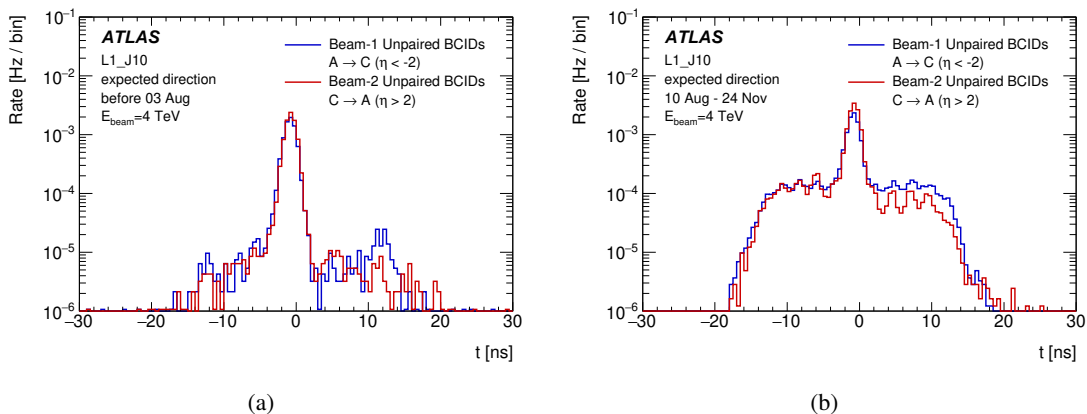 Rate [Hz / bin]
10⁻¹
10⁻²
10⁻³
10⁻⁴
10⁻⁵
10⁻⁶
ATLAS
L1_J10
expected direction
before 03 Aug
E_beam=4 TeV
Beam-1 Unpaired BCIDs
A → C (η < -2)
Beam-2 Unpaired BCIDs
C → A (η > 2)
−30 −20 −10 0 10 20 30
t [ns]
(a)
Rate [Hz / bin]
10⁻¹
10⁻²
10⁻³
10⁻⁴
10⁻⁵
10⁻⁶
ATLAS
L1_J10
expected direction
10 Aug - 24 Nov
E_beam=4 TeV
Beam-1 Unpaired BCIDs
A → C (η < -2)
Beam-2 Unpaired BCIDs
C → A (η > 2)
−30 −20 −10 0 10 20 30
t [ns]
(b)